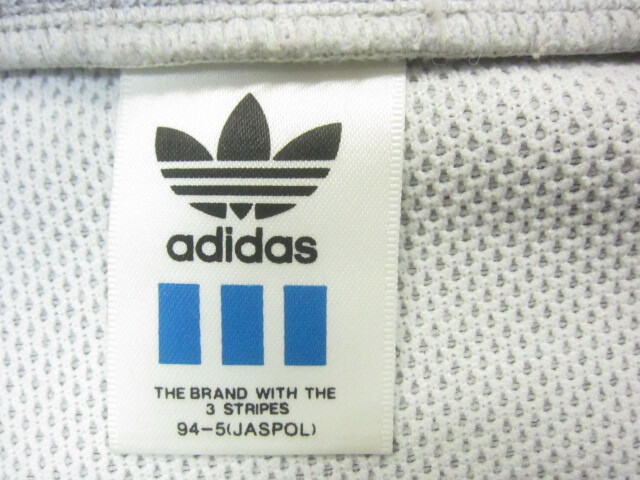 adidas
THE BRAND WITH THE
3 STRIPES
94-5(JASPOL)